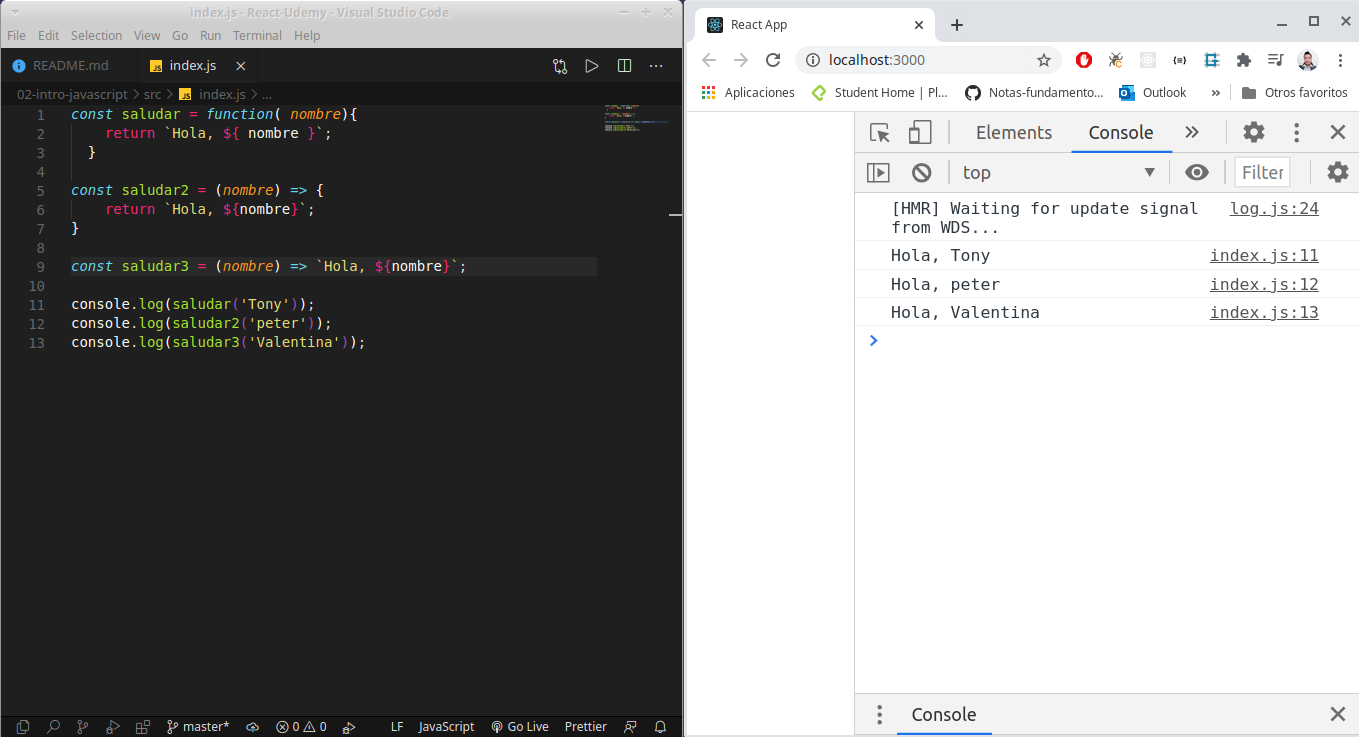 index.js - React-Udemy - Visual Studio Code
File Edit Selection View Go Run Terminal Help
README.md index.js
02-intro-javascript > src > index.js > ...
1 const saludar = function( nombre){
2 return `Hola, ${ nombre }`;
3 }
4
5 const saludar2 = (nombre) => {
6 return `Hola, ${nombre}`;
7 }
8
9 const saludar3 = (nombre) => `Hola, ${nombre}`;
10
11 console.log(saludar('Tony'));
12 console.log(saludar2('peter'));
13 console.log(saludar3('Valentina'));
master* 0 0 LF JavaScript Go Live Prettier
React App
localhost:3000
Aplicaciones Student Home | Pl... Notas-fundamento... Outlook » Otros favoritos
Elements Console »
top Filter
[HMR] Waiting for update signal log.js:24
from WDS...
Hola, Tony index.js:11
Hola, peter index.js:12
Hola, Valentina index.js:13
Console